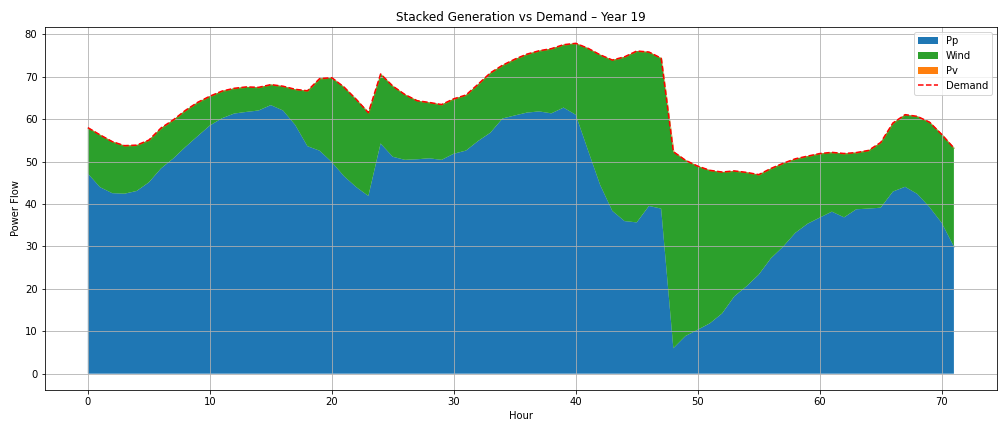 Stacked Generation vs Demand – Year 19
80
70
60
50
40
30
20
10
0
Power Flow
Pp
Wind
Pv
Demand
0 10 20 30 40 50 60 70
Hour